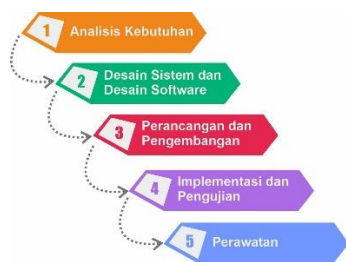 1 Analisis Kebutuhan
2 Desain Sistem dan
Desain Software
3 Perancangan dan
Pengembangan
4 Implementasi dan
Pengujian
5 Perawatan